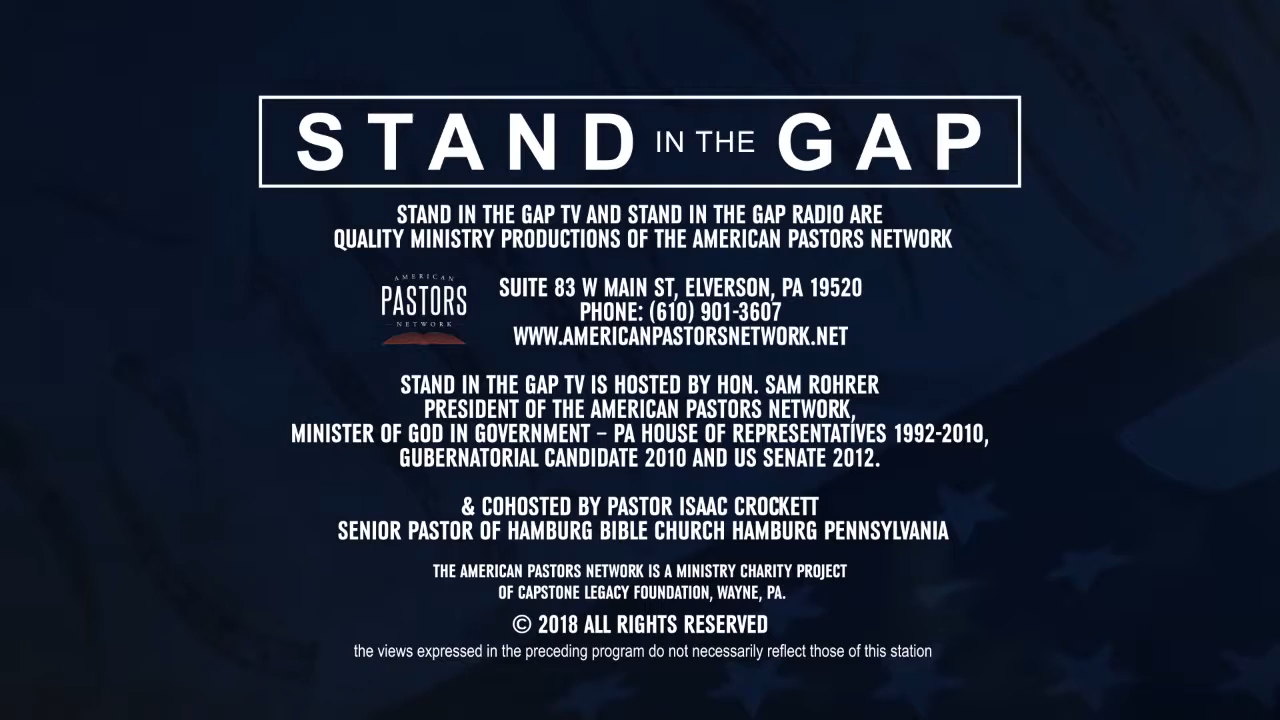 STAND IN THE GAP
STAND IN THE GAP TV AND STAND IN THE GAP RADIO ARE
QUALITY MINISTRY PRODUCTIONS OF THE AMERICAN PASTORS NETWORK
AMERICAN
PASTORS
NETWORK
SUITE 83 W MAIN ST, ELVERSON, PA 19520
PHONE: (610) 901-3607
WWW.AMERICANPASTORSNETWORK.NET
STAND IN THE GAP TV IS HOSTED BY HON. SAM ROHRER
PRESIDENT OF THE AMERICAN PASTORS NETWORK,
MINISTER OF GOD IN GOVERNMENT – PA HOUSE OF REPRESENTATIVES 1992-2010,
GUBERNATORIAL CANDIDATE 2010 AND US SENATE 2012.
& COHOSTED BY PASTOR ISAAC CROCKETT
SENIOR PASTOR OF HAMBURG BIBLE CHURCH HAMBURG PENNSYLVANIA
THE AMERICAN PASTORS NETWORK IS A MINISTRY CHARITY PROJECT
OF CAPSTONE LEGACY FOUNDATION, WAYNE, PA.
© 2018 ALL RIGHTS RESERVED
the views expressed in the preceding program do not necessarily reflect those of this station